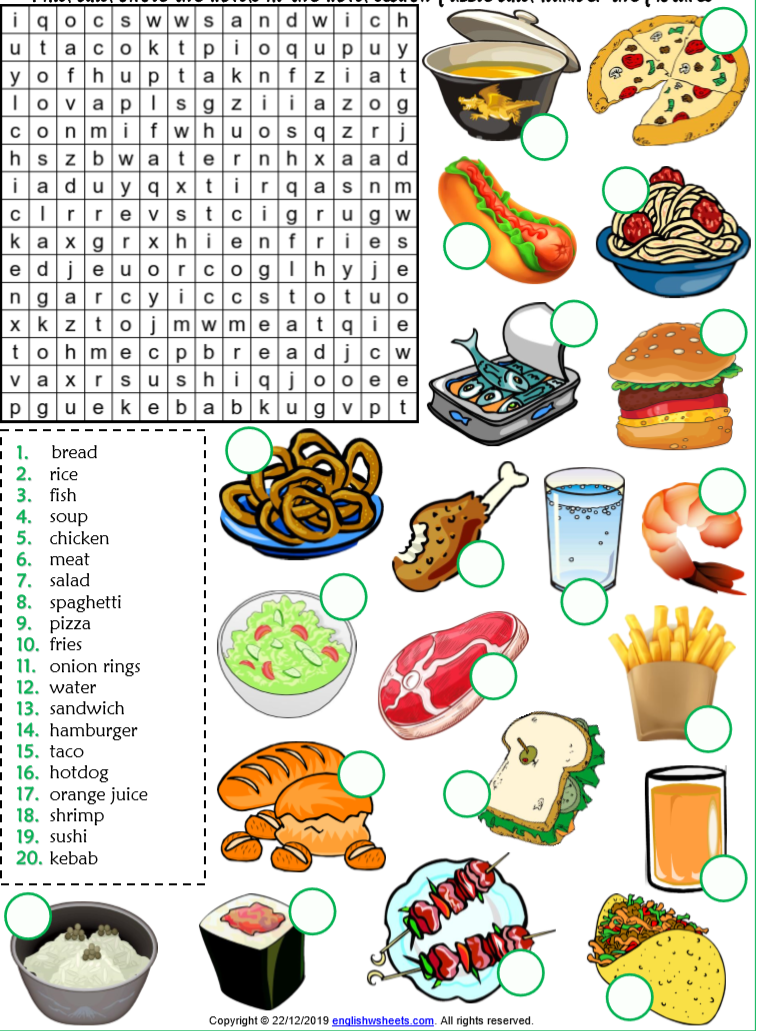 i q o c s w w s a n d w i c h
u t a c o k t p i o q u p u y
y o f h u p t a k n f z i a t
l o v a p l s g z i i a z o g
c o n m i f w h u o s q z r j
h s z b w a t e r n h x a a d
i a d u y q x t i r q a s n m
c l r r e v s t c i g r u g w
k a x g r x h i e n f r i e s
e d j e u o r c o g l h y j e
n g a r c y i c c s t o t u o
x k z t o j m w m e a t q i e
t o h m e c p b r e a d j c w
v a x r s u s h i q j o o e e
p g u e k e b a b k u g v p t
1. bread
2. rice
3. fish
4. soup
5. chicken
6. meat
7. salad
8. spaghetti
9. pizza
10. fries
11. onion rings
12. water
13. sandwich
14. hamburger
15. taco
16. hotdog
17. orange juice
18. shrimp
19. sushi
20. kebab
Copyright © 22/12/2019 englishwsheets.com. All rights reserved.